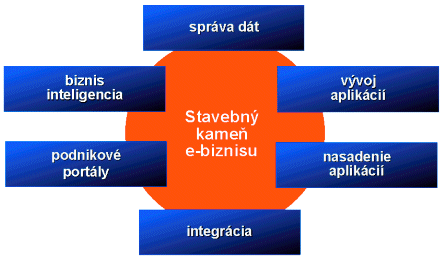 správa dát
biznis
inteligencia
vývoj
aplikácií
Stavebný
kameň
e-biznisu
podnikové
portály
nasadenie
aplikácií
integrácia